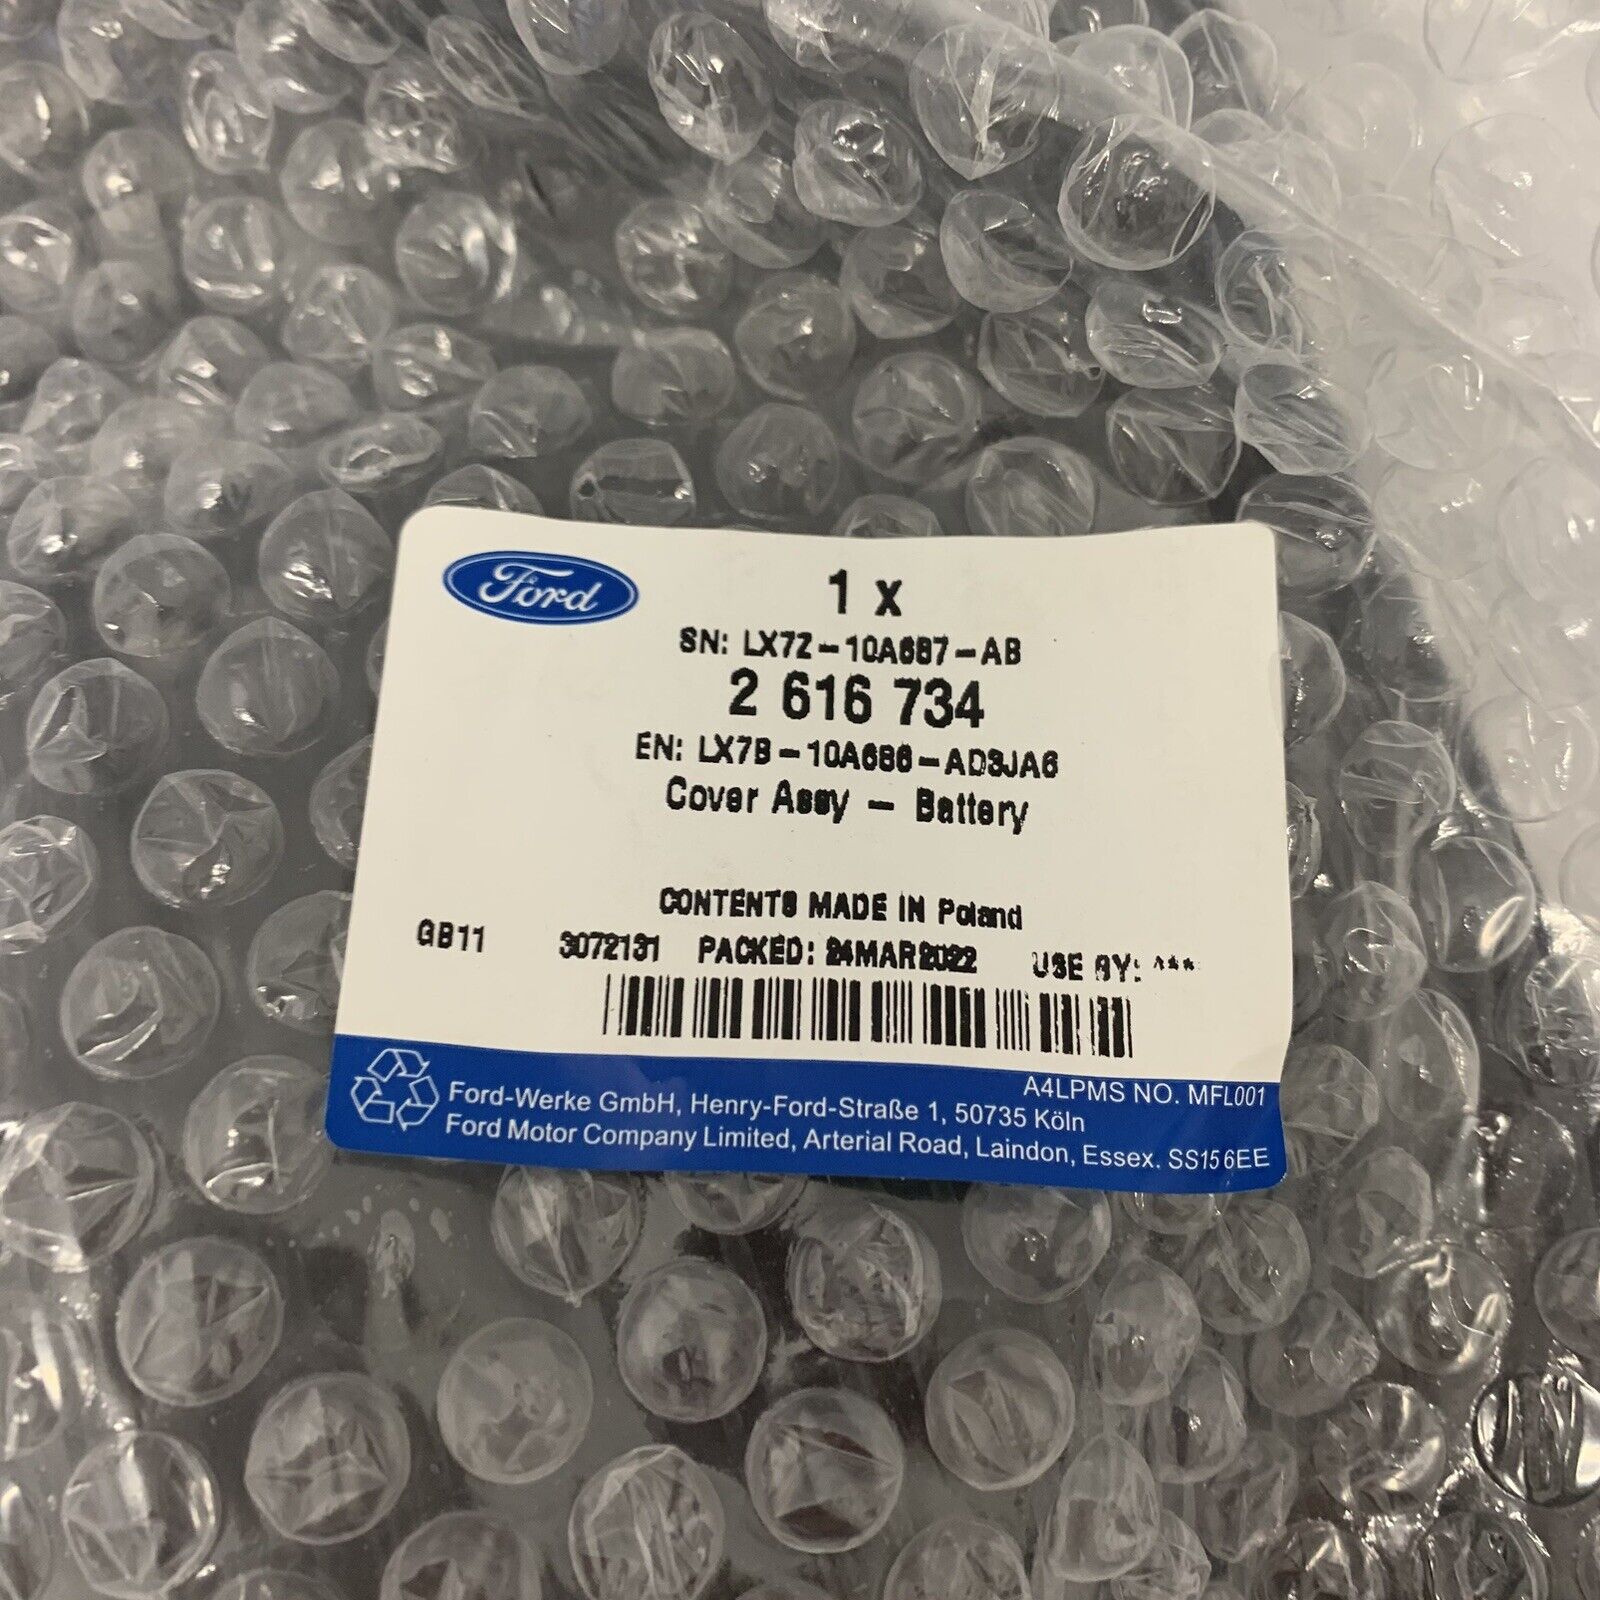 Ford
1 x
SN: LX7Z-10A687-AB
2 616 734
EN: LX7B-10A686-AD3JA6
Cover Assy - Battery
CONTENTS MADE IN Poland
GB11 3072131 PACKED: 24MAR2022 USE BY: ***
A4LPMS NO. MFL001
Ford-Werke GmbH, Henry-Ford-Straße 1, 50735 Köln
Ford Motor Company Limited, Arterial Road, Laindon, Essex. SS15 6EE